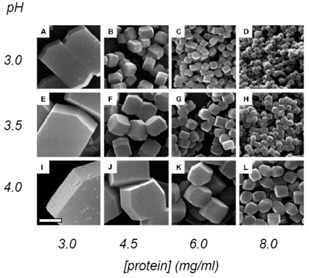 pH
A B C D
3.0
E F G H
3.5
I J K L
4.0
3.0 4.5 6.0 8.0
[protein] (mg/ml)